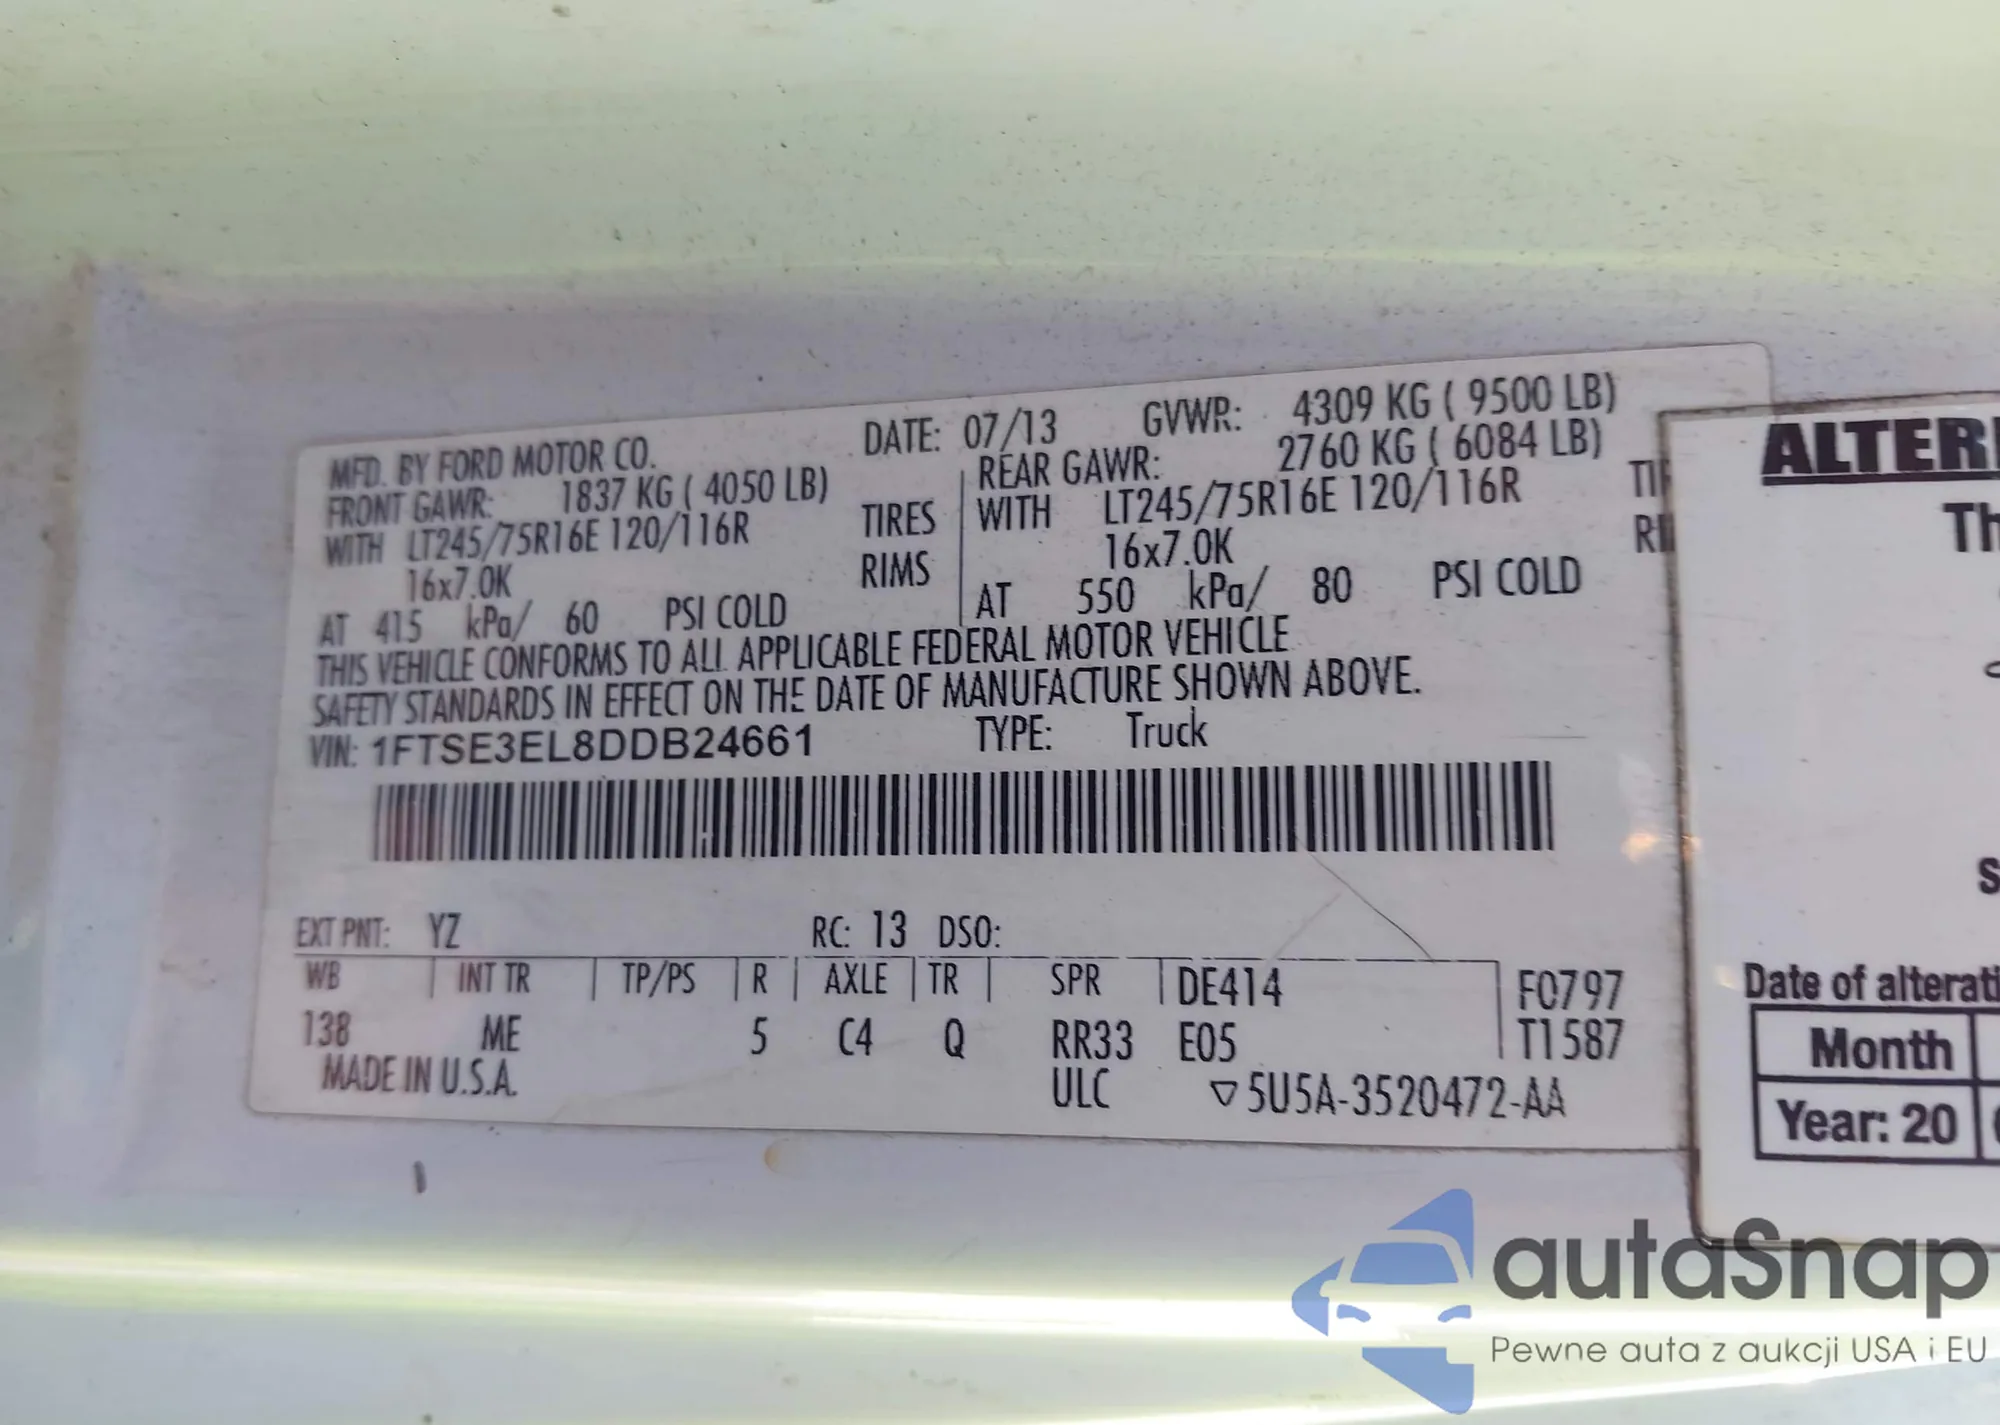 MFD. BY FORD MOTOR CO. DATE: 07/13 GVWR: 4309 KG ( 9500 LB)
FRONT GAWR: 1837 KG ( 4050 LB) REAR GAWR: 2760 KG ( 6084 LB)
WITH LT245/75R16E 120/116R TIRES WITH LT245/75R16E 120/116R
16x7.0K RIMS 16x7.0K
AT 415 kPa/ 60 PSI COLD AT 550 kPa/ 80 PSI COLD
THIS VEHICLE CONFORMS TO ALL APPLICABLE FEDERAL MOTOR VEHICLE
SAFETY STANDARDS IN EFFECT ON THE DATE OF MANUFACTURE SHOWN ABOVE.
VIN: 1FTSE3EL8DDB24661 TYPE: Truck
EXT PNT: YZ RC: 13 DSO:
WB INT TR TP/PS R AXLE TR SPR DE414 F0797
138 ME 5 C4 Q RR33 E05 T1587
MADE IN U.S.A. ULC ▽5U5A-3520472-AA
ALTER
Th
Date of alterati
Month
Year: 20
autaSnap
Pewne auta z aukcji USA i EU